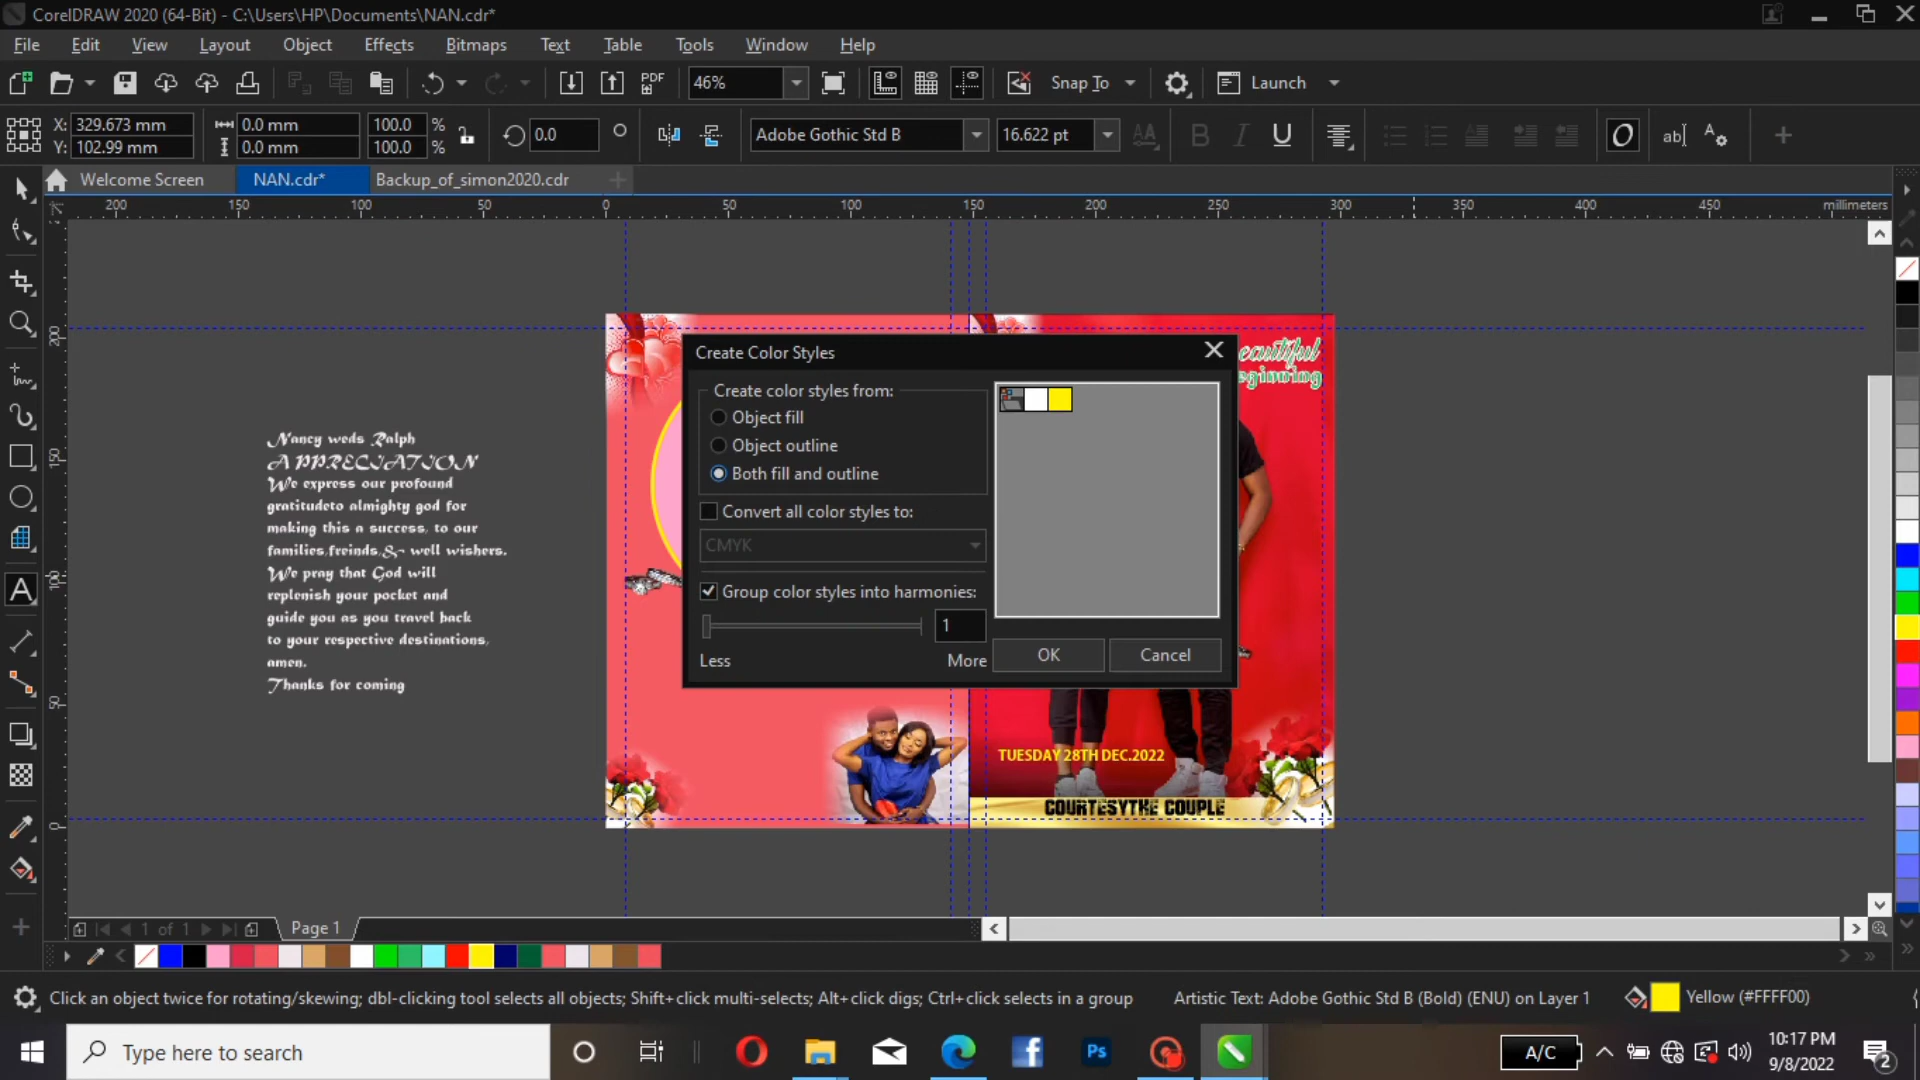 CorelDRAW 2020 (64-Bit) - C:\Users\HP\Documents\NAN.cdr*
File Edit View Layout Object Effects Bitmaps Text Table Tools Window Help
PDF 46% Snap To Launch
X: 329.673 mm 0.0 mm 100.0 % 0.0 Adobe Gothic Std B 16.622 pt
Y: 102.99 mm 0.0 mm 100.0 %
Welcome Screen NAN.cdr* Backup_of_simon2020.cdr
200 150 100 50 0 50 100 150 200 250 300 350 400 450 millimeters
200
150
100
50
0
Nancy weds Ralph
APPRECIATION
We express our profound
gratitudeto almighty god for
making this a success, to our
families,freinds,& well wishers.
We pray that God will
replenish your pocket and
guide you as you travel back
to your respective destinations,
amen.
Thanks for coming
Create Color Styles
Create color styles from:
Object fill
Object outline
Both fill and outline
Convert all color styles to:
CMYK
Group color styles into harmonies:
1
Less More
OK Cancel
eautiful
eginning
TUESDAY 28TH DEC.2022
COURTESYTHE COUPLE
1 of 1 Page 1
Click an object twice for rotating/skewing; dbl-clicking tool selects all objects; Shift+click multi-selects; Alt+click digs; Ctrl+click selects in a group Artistic Text: Adobe Gothic Std B (Bold) (ENU) on Layer 1 Yellow (#FFFF00)
Type here to search Ps A/C 10:17 PM
9/8/2022 2